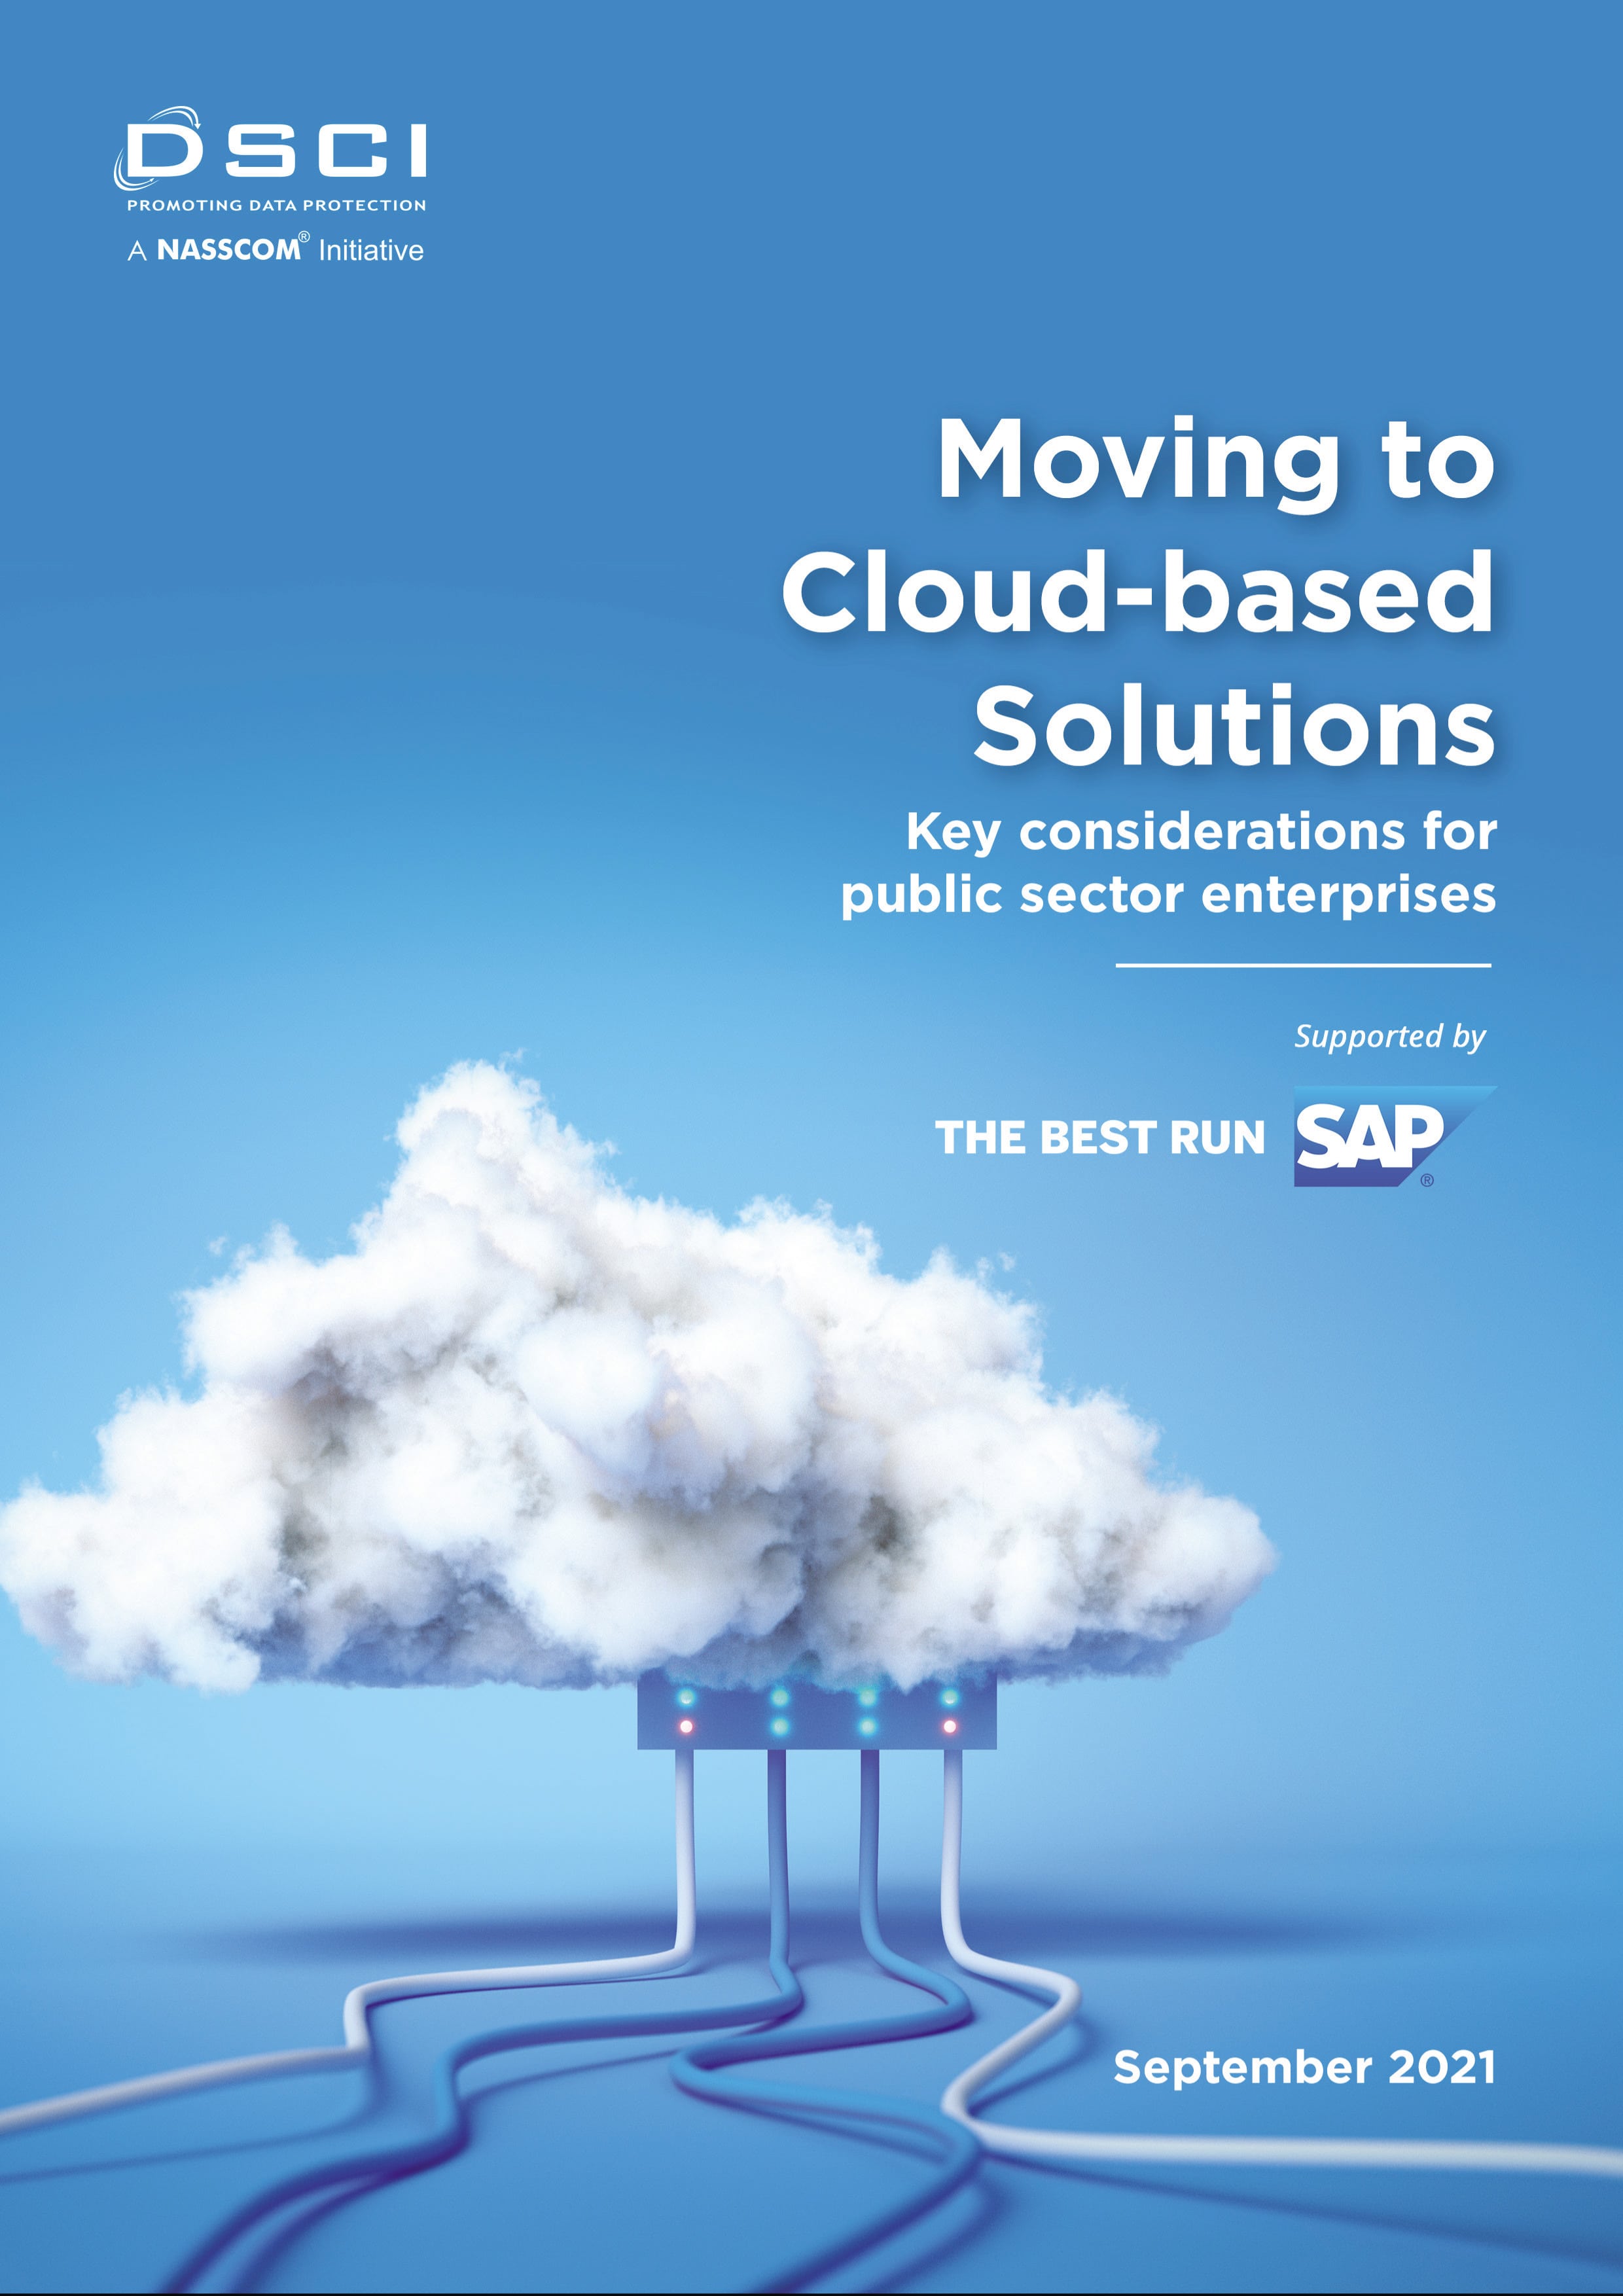 DSCI
PROMOTING DATA PROTECTION
A NASSCOM® Initiative
Moving to
Cloud-based
Solutions
Key considerations for
public sector enterprises
Supported by
THE BEST RUN SAP®
September 2021